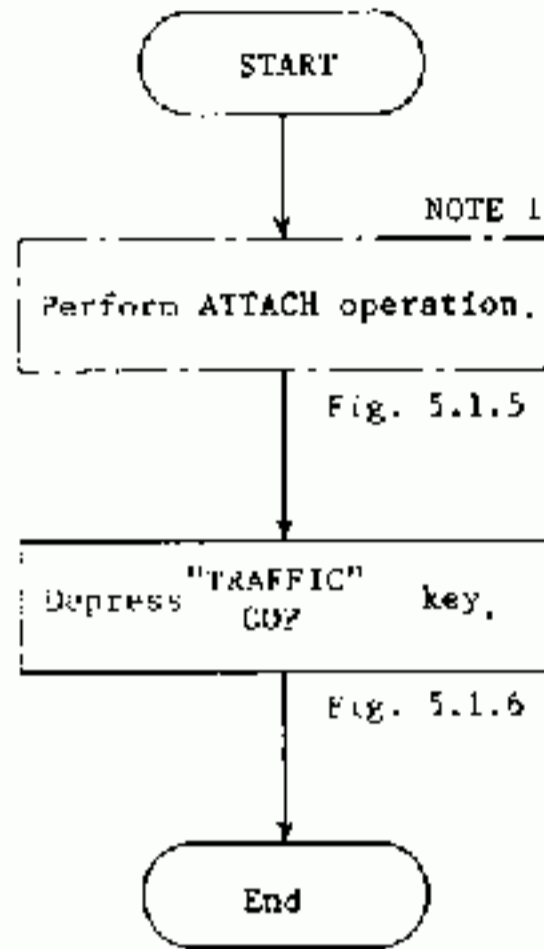 START
NOTE 1
Perform ATTACH operation.
Fig. 5.1.5
"TRAFFIC"
Depress key.
Fig. 5.1.6
End